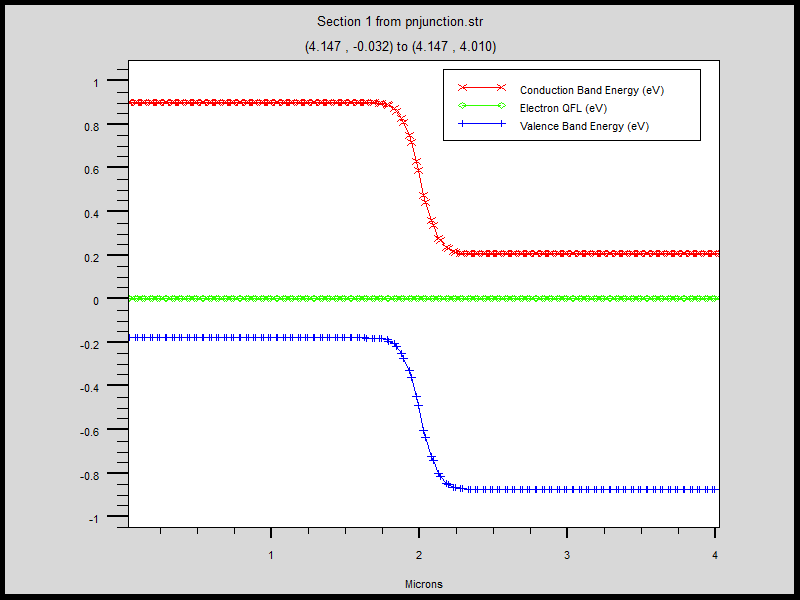 Section 1 from pnjunction.str
(4.147 , -0.032) to (4.147 , 4.010)
Conduction Band Energy (eV)
Electron QFL (eV)
Valence Band Energy (eV)
1
0.8
0.6
0.4
0.2
0
-0.2
-0.4
-0.6
-0.8
-1
1 2 3 4
Microns